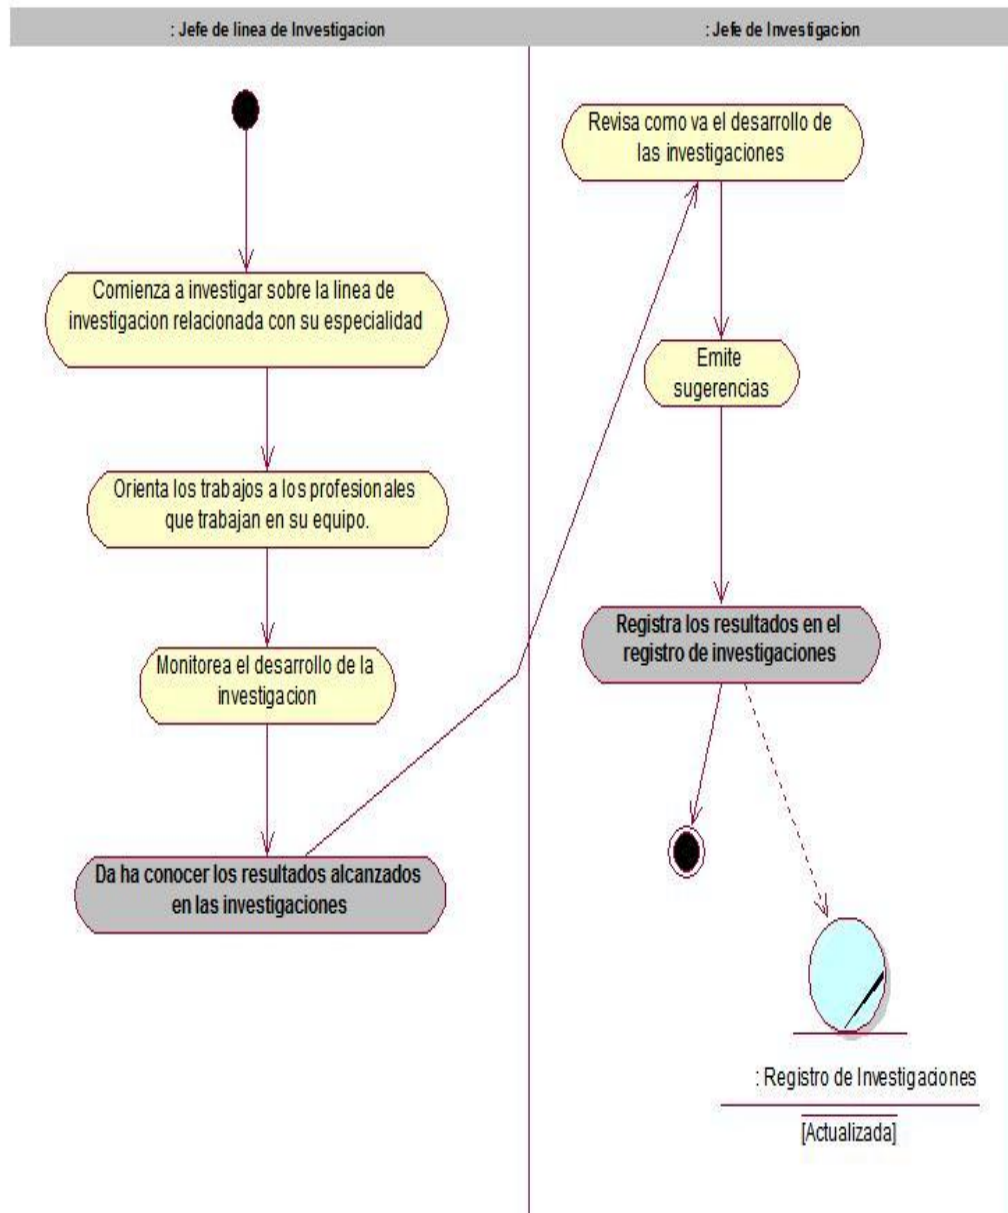 : Jefe de linea de Investigacion
: Jefe de Investigacion
Comienza a investigar sobre la linea de
investigacion relacionada con su especialidad
Orienta los trabajos a los profesionales
que trabajan en su equipo.
Monitorea el desarrollo de la
investigacion
Da ha conocer los resultados alcanzados
en las investigaciones
Revisa como va el desarrollo de
las investigaciones
Emite
sugerencias
Registra los resultados en el
registro de investigaciones
: Registro de Investigaciones
[Actualizada]